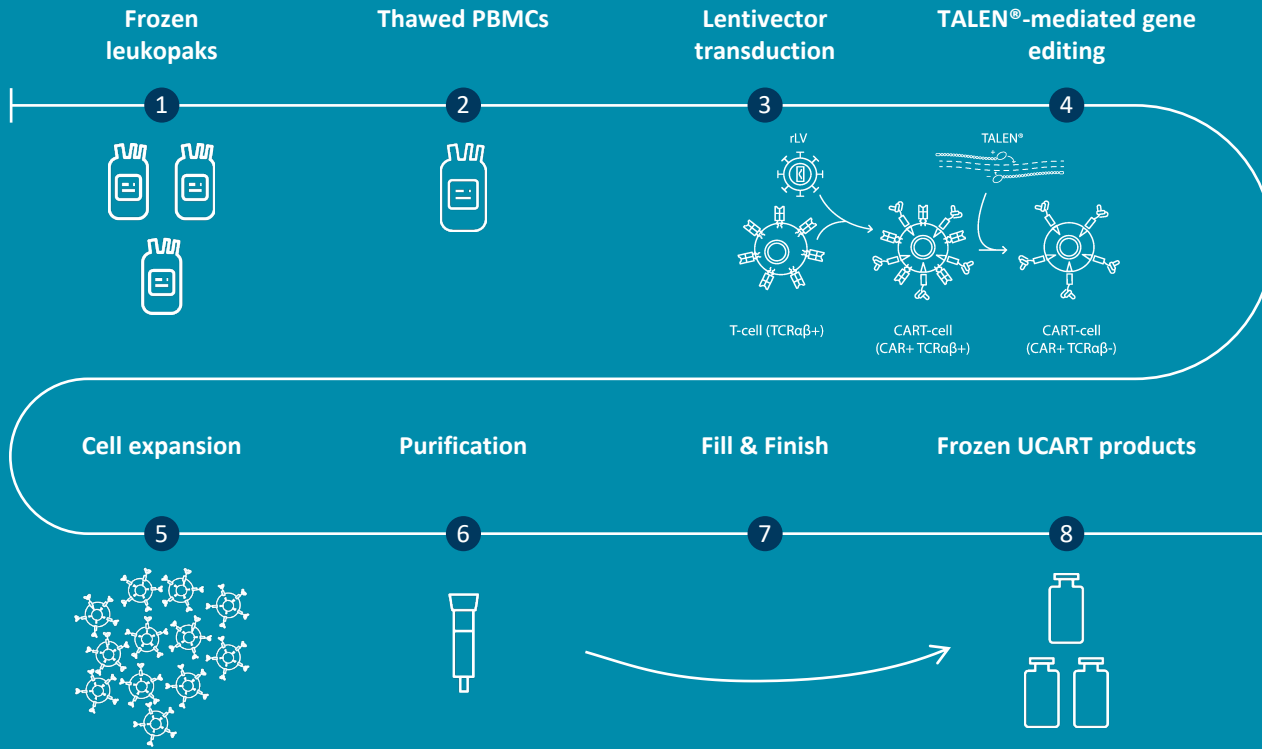 Frozen
leukopaks
Thawed PBMCs
Lentivector
transduction
TALEN®-mediated gene
editing
1
2
3
4
rLV
TALEN®
T-cell (TCRαβ+)
CART-cell
(CAR+ TCRαβ+)
CART-cell
(CAR+ TCRαβ-)
Cell expansion
Purification
Fill & Finish
Frozen UCART products
5
6
7
8